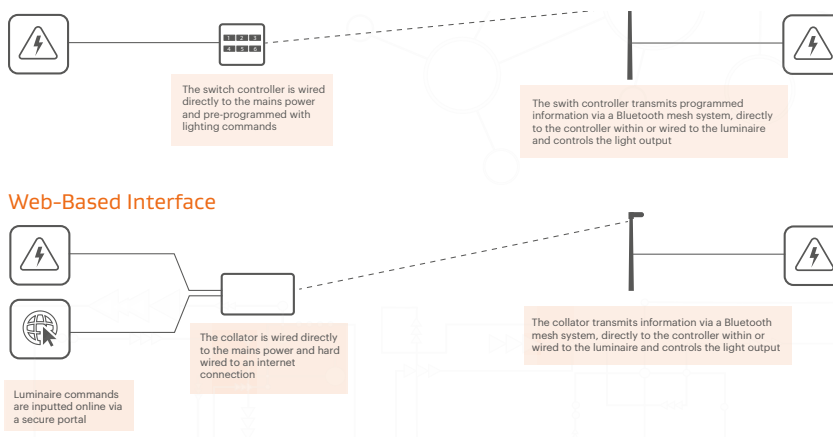 1 2 3
4 5 6
The switch controller is wired
directly to the mains power
and pre-programmed with
lighting commands
The swith controller transmits programmed
information via a Bluetooth mesh system, directly
to the controller within or wired to the luminaire
and controls the light output
Web-Based Interface
The collator is wired directly
to the mains power and hard
wired to an internet
connection
The collator transmits information via a Bluetooth
mesh system, directly to the controller within or
wired to the luminaire and controls the light output
Luminaire commands
are inputted online via
a secure portal